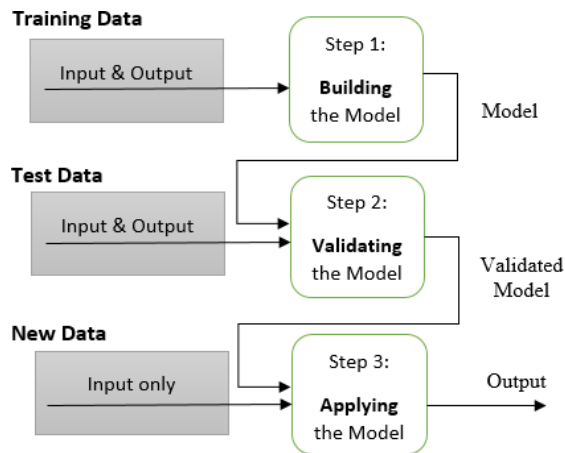 Training Data
Input & Output
Step 1:
Building
the Model
Model
Test Data
Input & Output
Step 2:
Validating
the Model
Validated
Model
New Data
Input only
Step 3:
Applying
the Model
Output